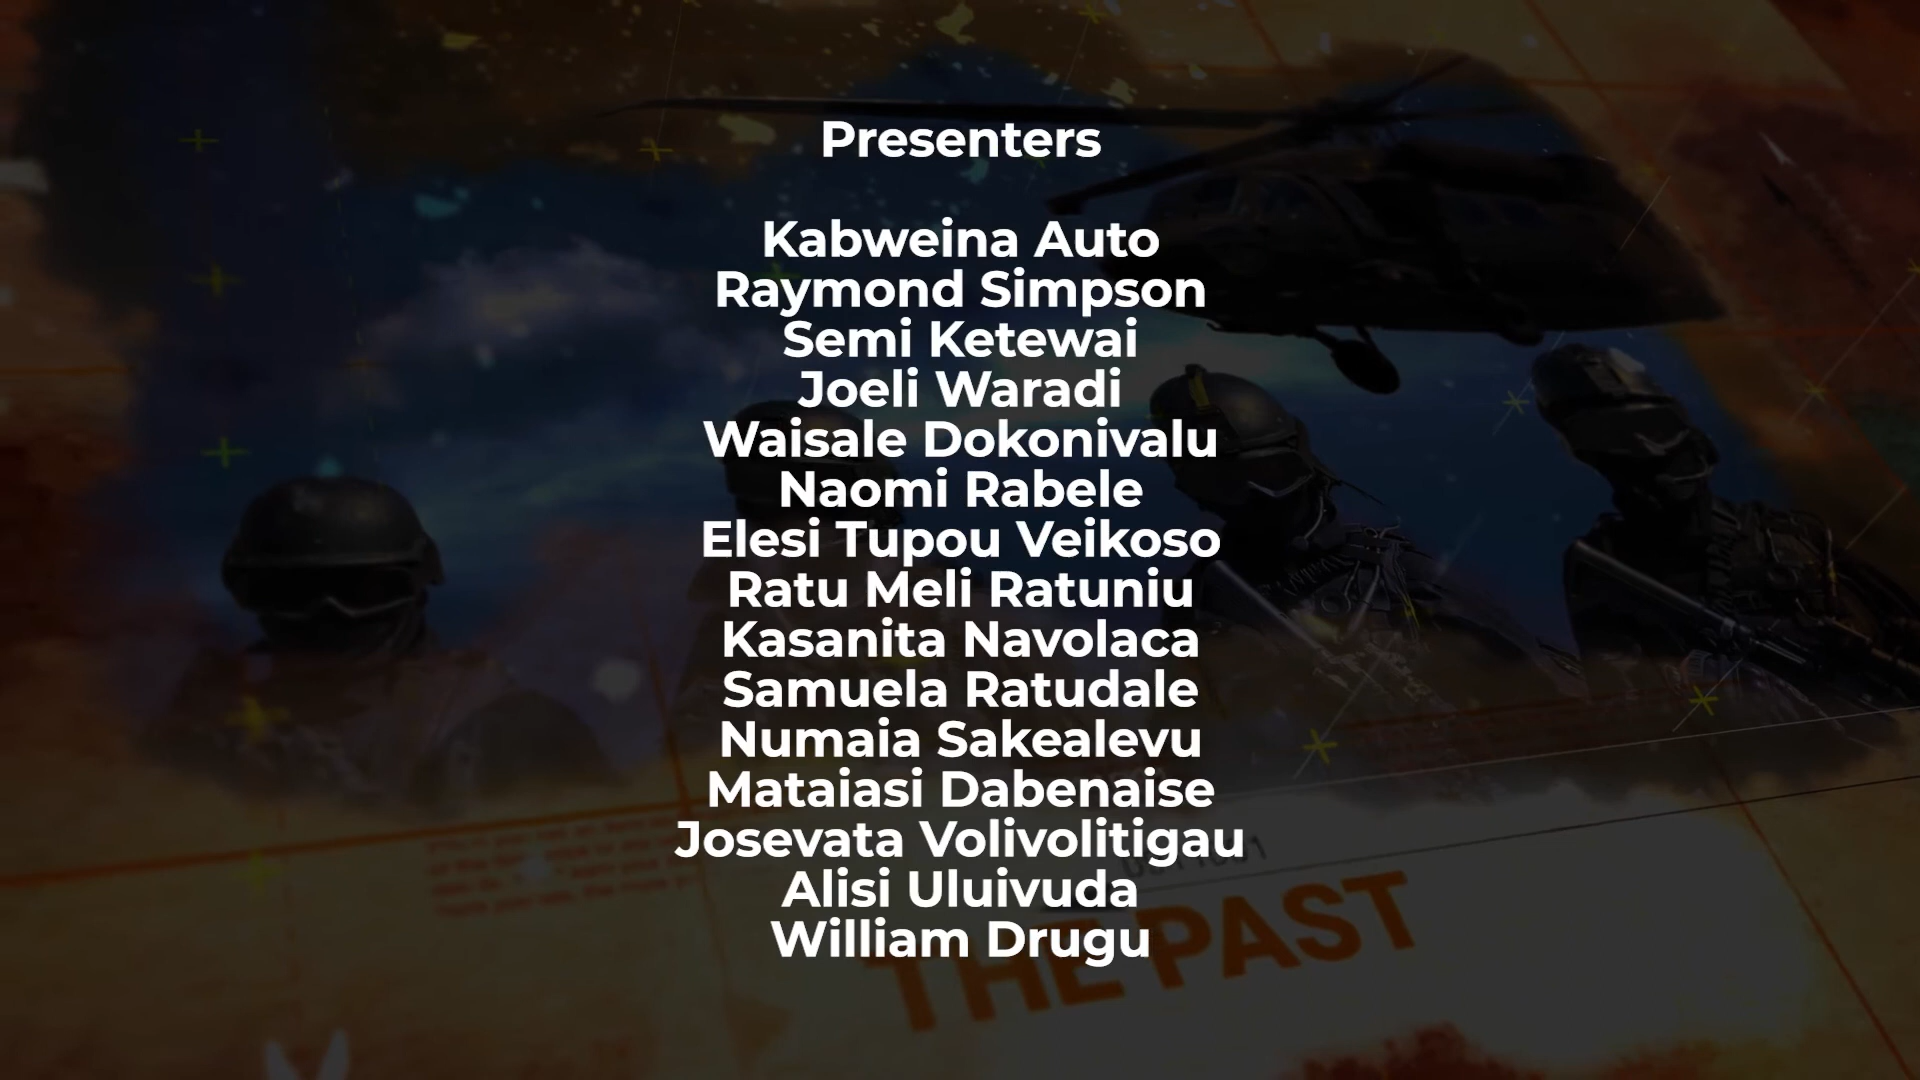 Presenters
Kabweina Auto
Raymond Simpson
Semi Ketewai
Joeli Waradi
Waisale Dokonivalu
Naomi Rabele
Elesi Tupou Veikoso
Ratu Meli Ratuniu
Kasanita Navolaca
Samuela Ratudale
Numaia Sakealevu
Mataiasi Dabenaise
Josevata Volivolitigau
Alisi Uluivuda
William Drugu
THE PAST